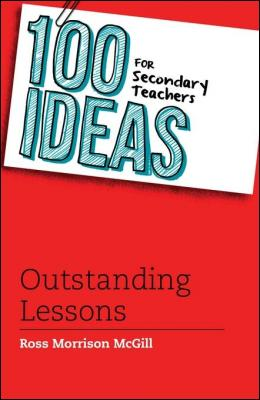 100
FOR
Secondary
Teachers
IDEAS
Outstanding
Lessons
Ross Morrison McGill